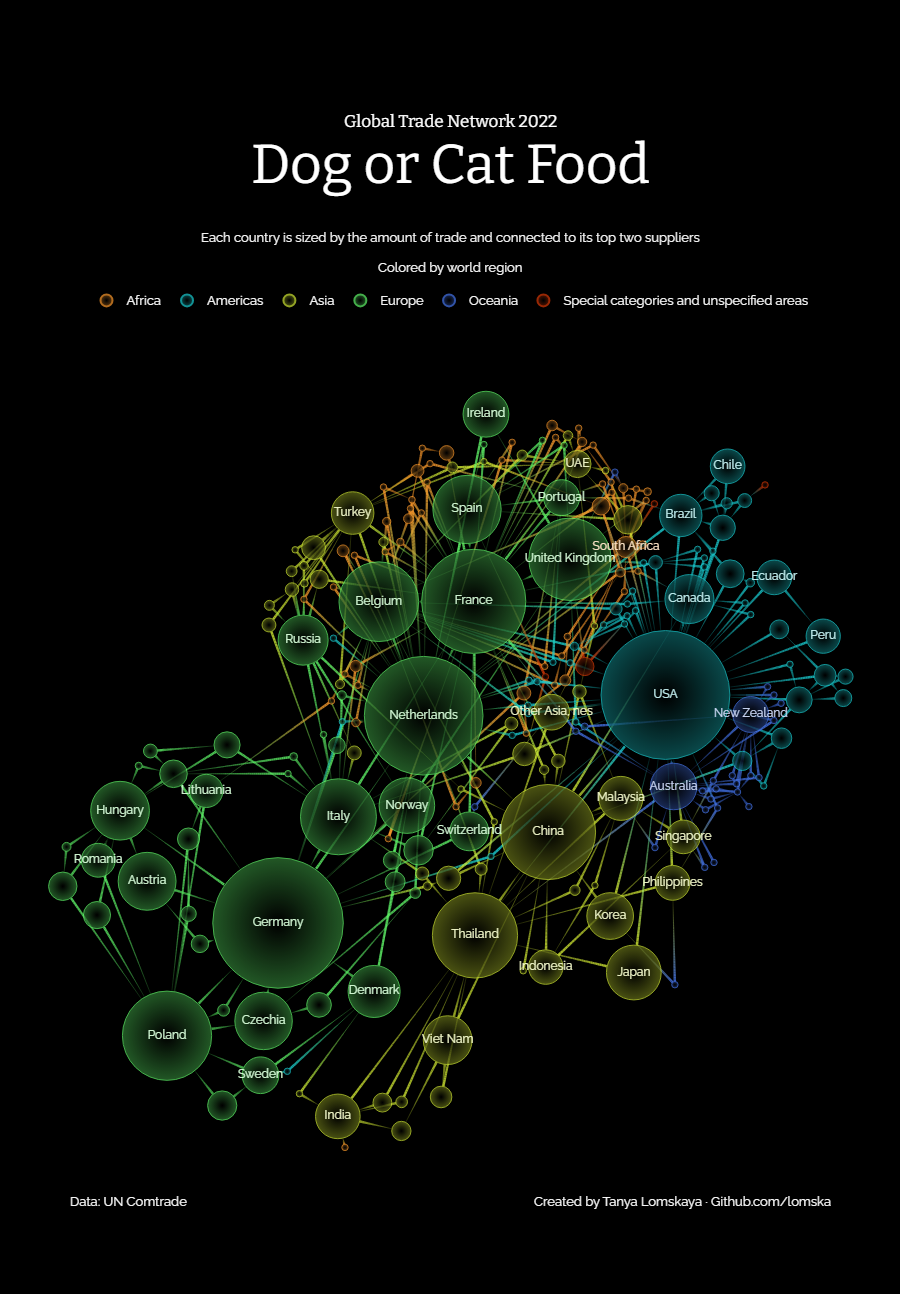 Global Trade Network 2022
Dog or Cat Food
Each country is sized by the amount of trade and connected to its top two suppliers
Colored by world region
Africa
Americas
Asia
Europe
Oceania
Special categories and unspecified areas
Ireland
UAE
Chile
Portugal
Spain
Turkey
Brazil
South Africa
United Kingdom
Ecuador
Canada
France
Belgium
Peru
Russia
USA
Other Asia, nes
New Zealand
Netherlands
Australia
Lithuania
Malaysia
Norway
Hungary
Italy
Switzerland
China
Singapore
Romania
Austria
Philippines
Korea
Germany
Thailand
Indonesia
Japan
Denmark
Czechia
Poland
Viet Nam
Sweden
India
Data: UN Comtrade
Created by Tanya Lomskaya · Github.com/lomska